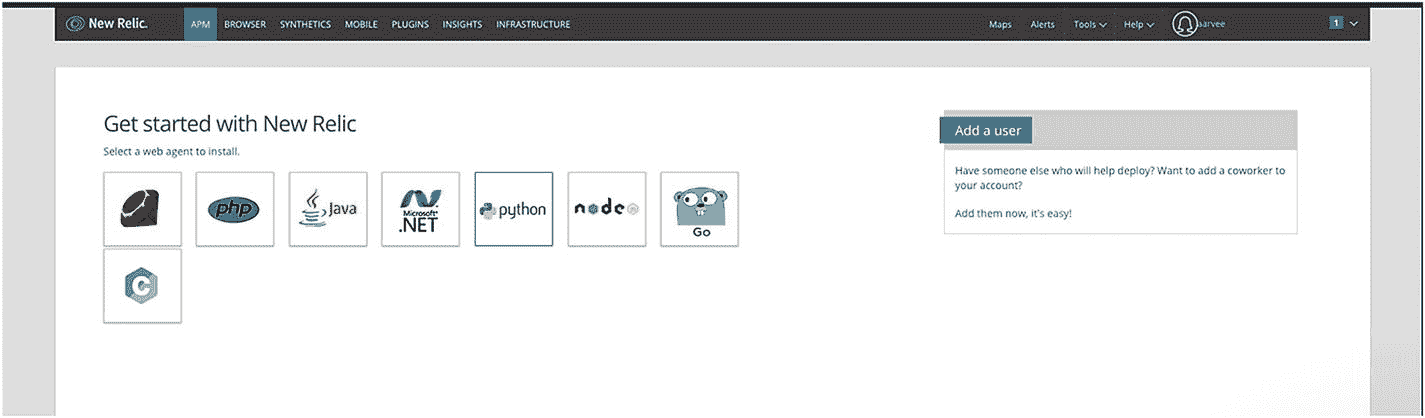 New Relic. APM BROWSER SYNTHETICS MOBILE PLUGINS INSIGHTS INFRASTRUCTURE Maps Alerts Tools Help aarvee 1
Get started with New Relic
Select a web agent to install.
php
Java
Microsoft®
.NET
python
node
Go
C
Add a user
Have someone else who will help deploy? Want to add a coworker to
your account?
Add them now, it's easy!